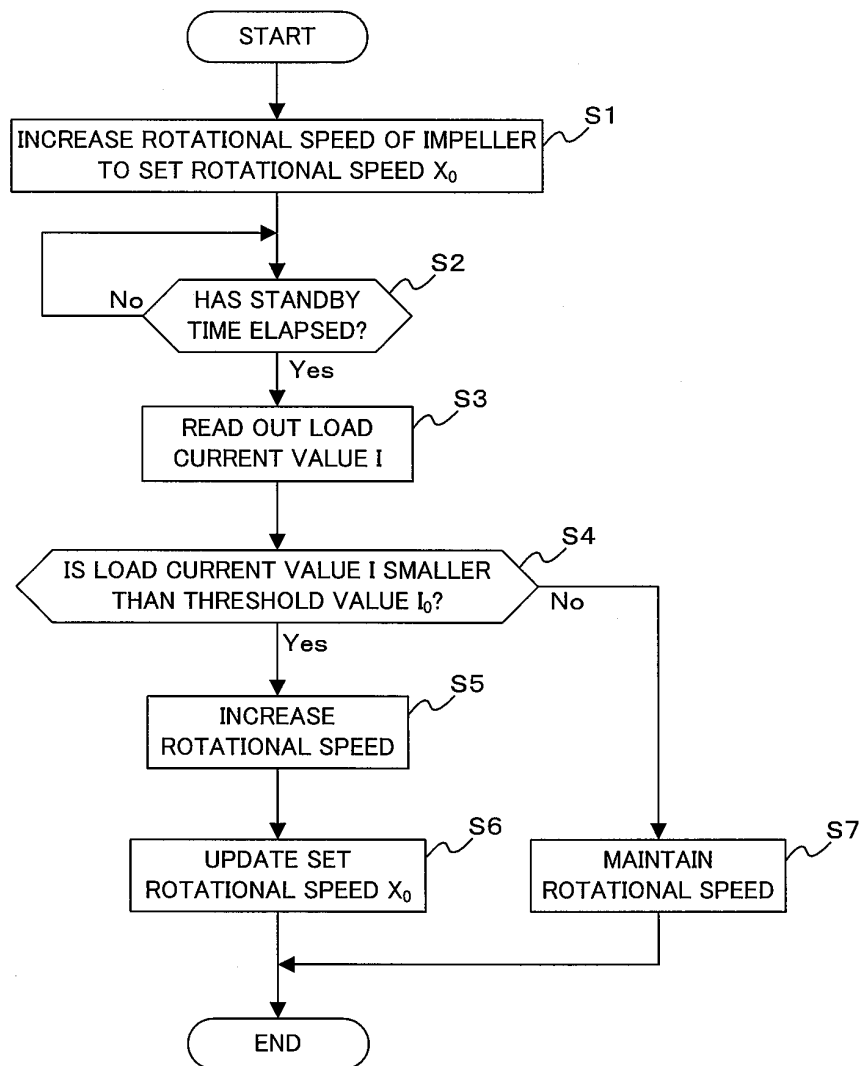 START
S1
INCREASE ROTATIONAL SPEED OF IMPELLER
TO SET ROTATIONAL SPEED X₀
S2
No
HAS STANDBY
TIME ELAPSED?
Yes
S3
READ OUT LOAD
CURRENT VALUE I
S4
IS LOAD CURRENT VALUE I SMALLER
THAN THRESHOLD VALUE I₀?
No
Yes
S5
INCREASE
ROTATIONAL SPEED
S6
UPDATE SET
ROTATIONAL SPEED X₀
S7
MAINTAIN
ROTATIONAL SPEED
END